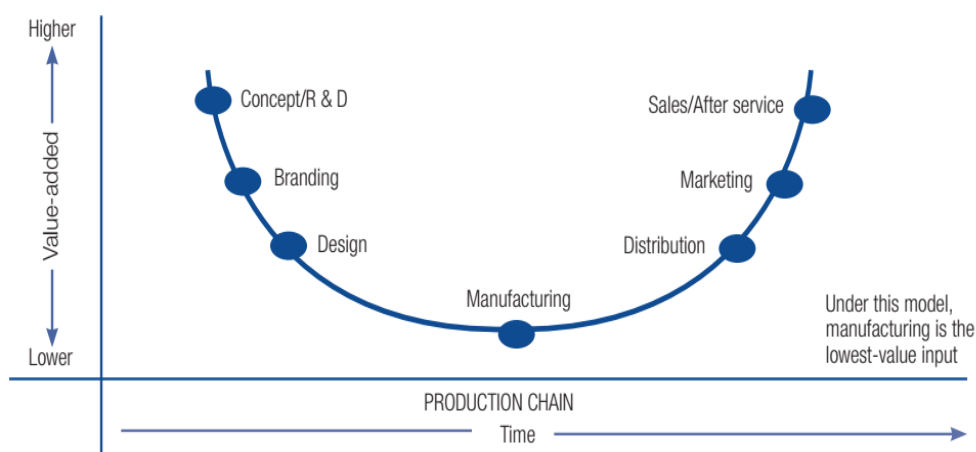 Higher
Concept/R & D
Sales/After service
Branding
Marketing
Value-added
Design
Distribution
Manufacturing
Under this model,
manufacturing is the
lowest-value input
Lower
PRODUCTION CHAIN
Time